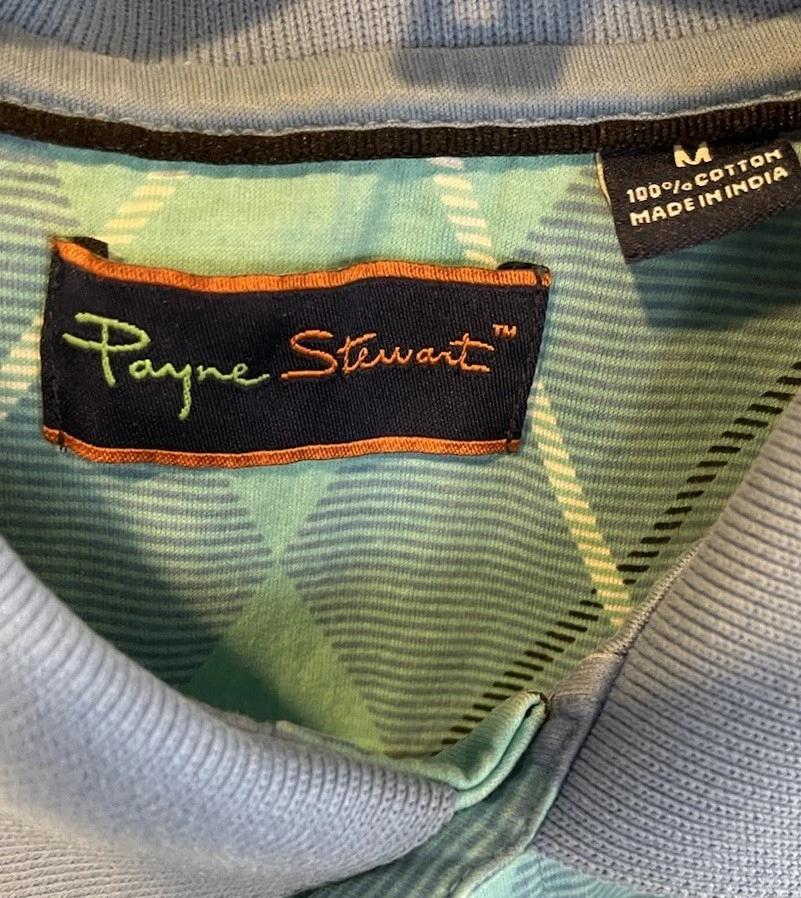 M
100% COTTON
MADE IN INDIA
Payne Stewart™